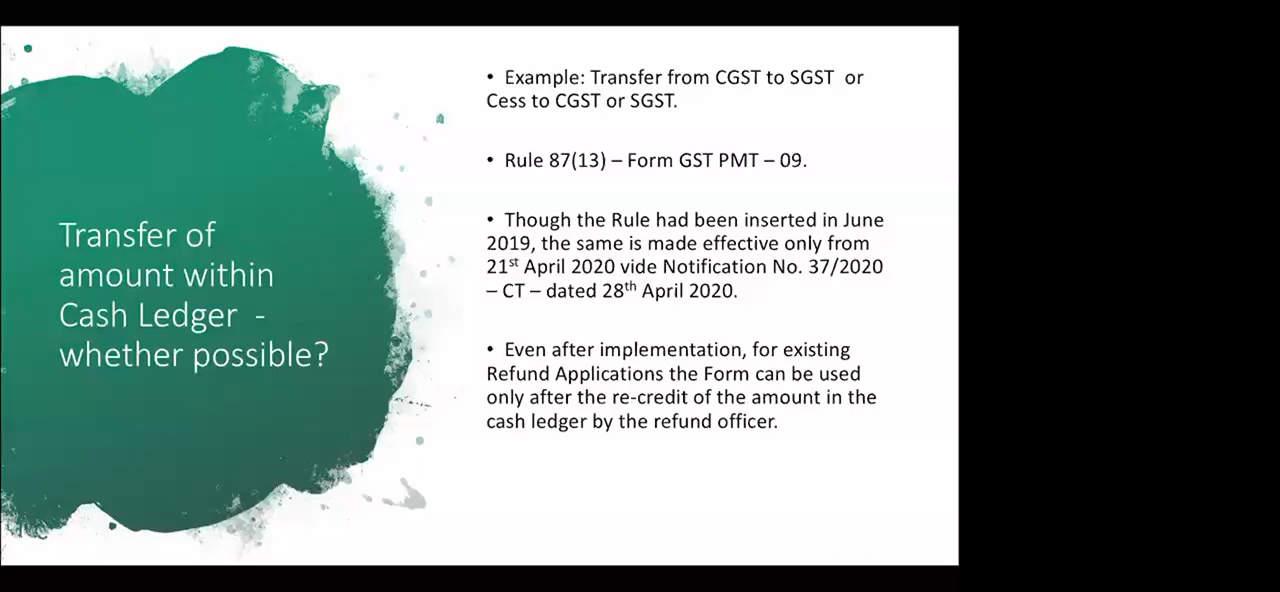 Transfer of
amount within
Cash Ledger -
whether possible?
• Example: Transfer from CGST to SGST or
Cess to CGST or SGST.
• Rule 87(13) – Form GST PMT – 09.
• Though the Rule had been inserted in June
2019, the same is made effective only from
21st April 2020 vide Notification No. 37/2020
– CT – dated 28th April 2020.
• Even after implementation, for existing
Refund Applications the Form can be used
only after the re-credit of the amount in the
cash ledger by the refund officer.